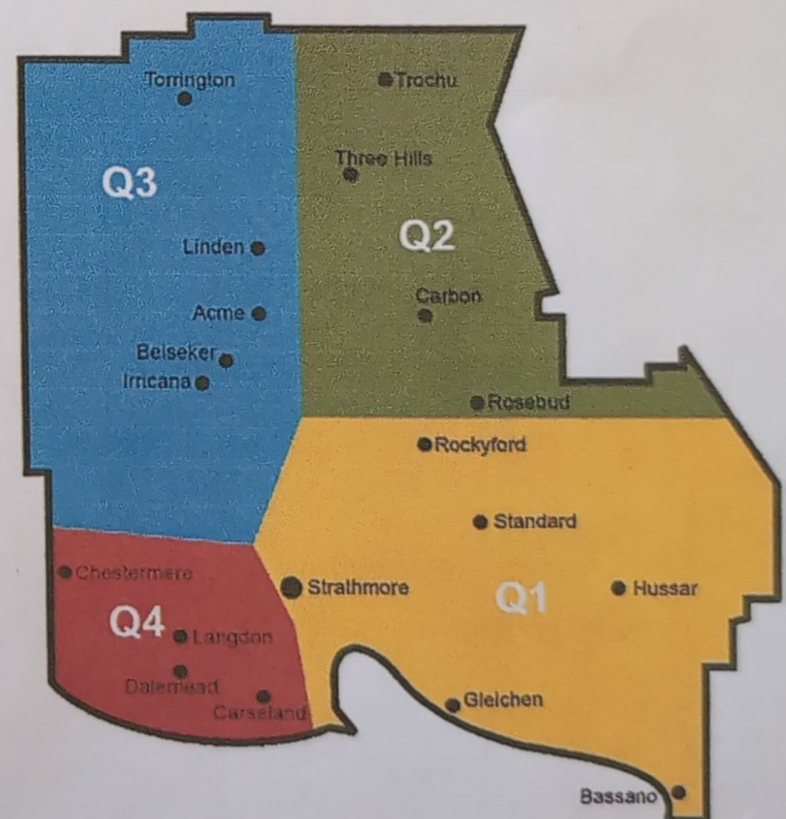 Torrington
Trochu
Three Hills
Q3
Q2
Linden
Carbon
Acme
Beiseker
Irricana
Rosebud
Rockyford
Standard
Chestermere
Strathmore
Q1
Hussar
Q4
Langdon
Dalemead
Carseland
Gleichen
Bassano